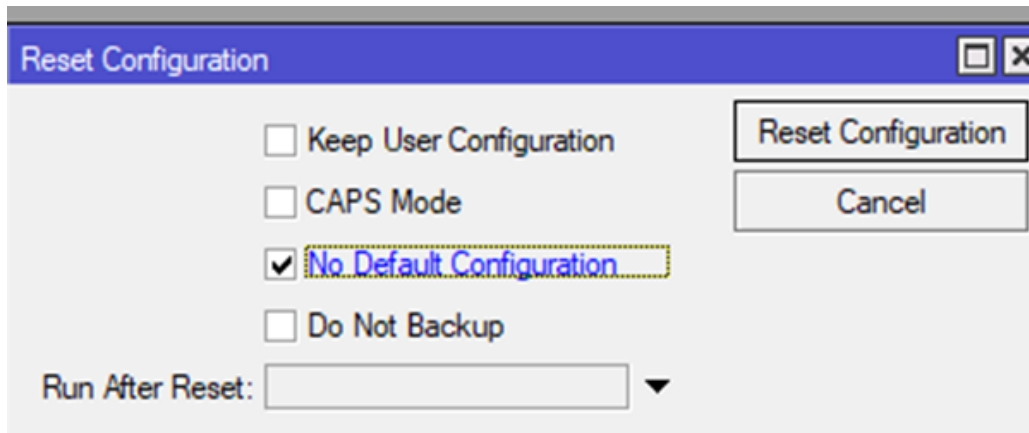 Reset Configuration
Keep User Configuration
Reset Configuration
CAPS Mode
Cancel
No Default Configuration
Do Not Backup
Run After Reset: